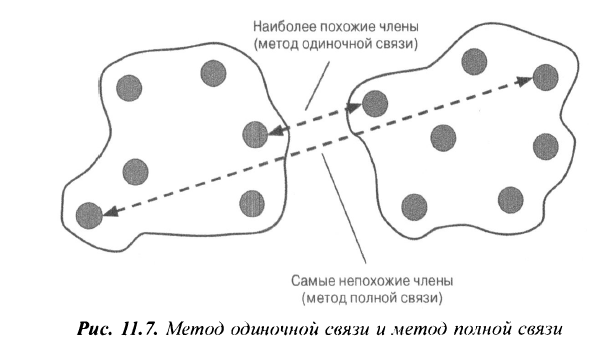 Наиболее похожие члены
(метод одиночной связи)
Самые непохожие члены
(метод полной связи)
Рис. 11.7. Метод одиночной связи и метод полной связи